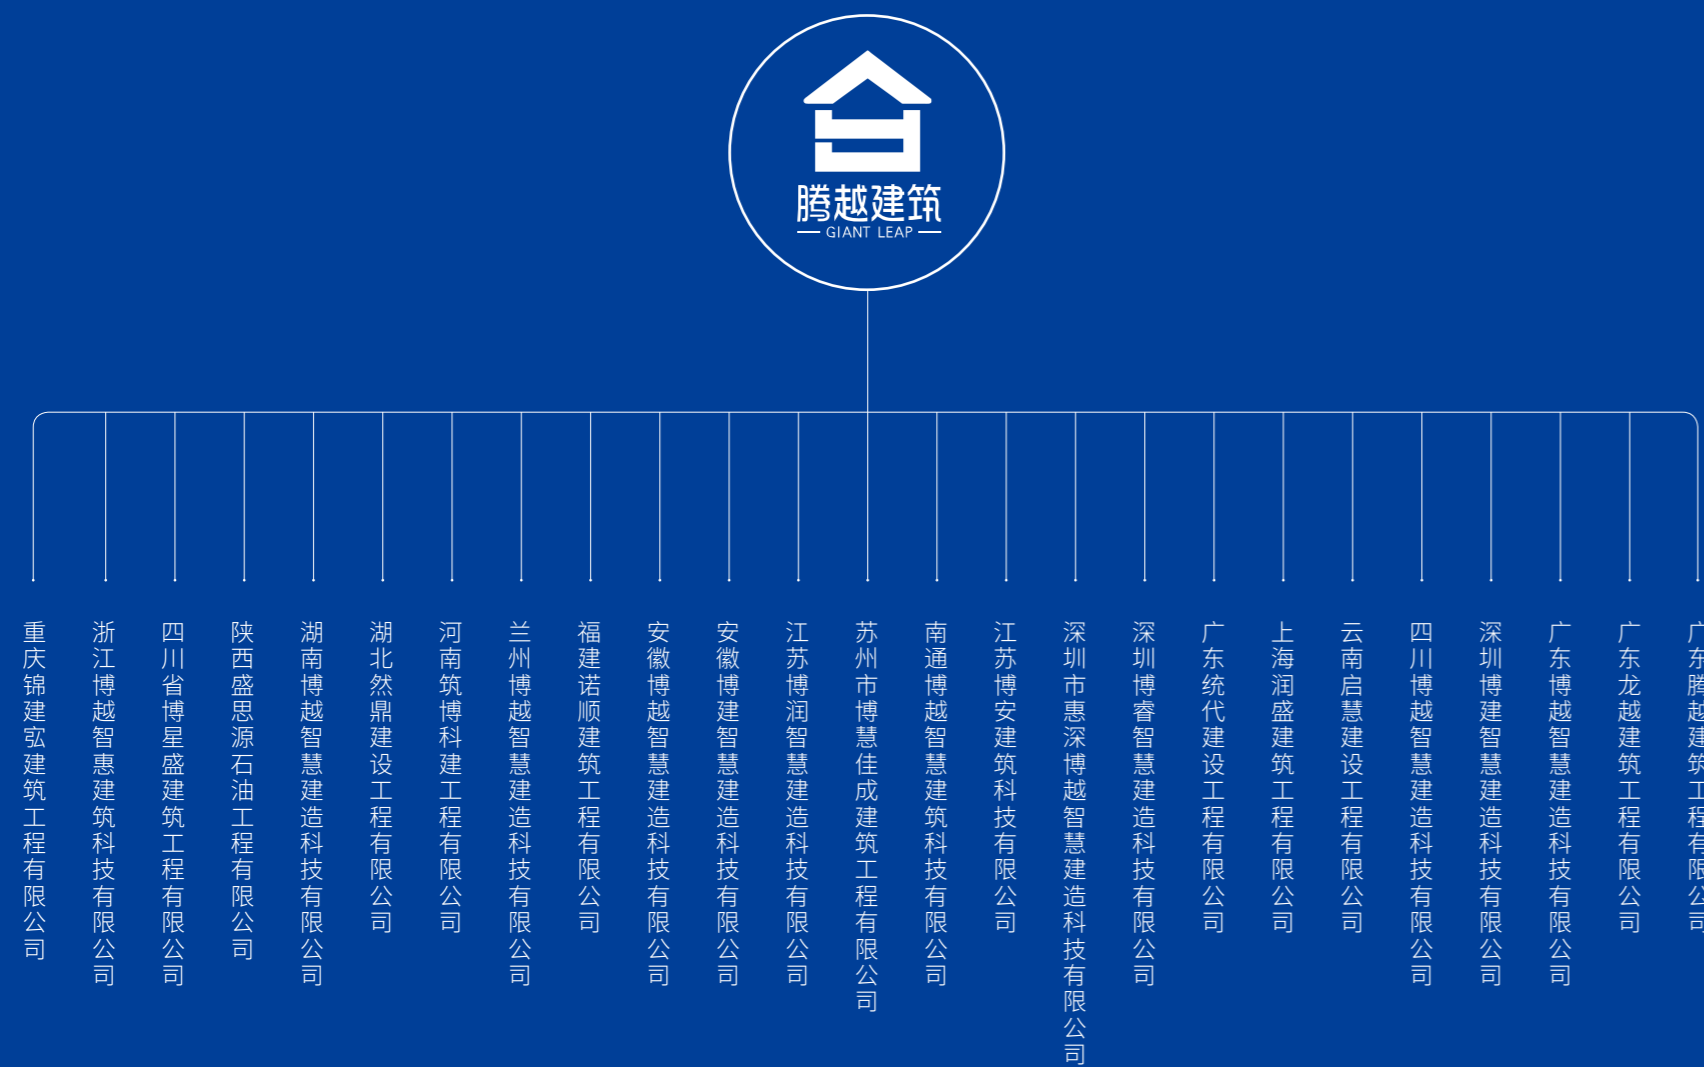 腾越建筑
GIANT LEAP
重庆锦建宖建筑工程有限公司
浙江博越智惠建筑科技有限公司
四川省博星盛建筑工程有限公司
陕西盛思源石油工程有限公司
湖南博越智慧建造科技有限公司
湖北然鼎建设工程有限公司
河南筑博科建工程有限公司
兰州博越智慧建造科技有限公司
福建诺顺建筑工程有限公司
安徽博越智慧建造科技有限公司
安徽博建智慧建造科技有限公司
江苏博润智慧建造科技有限公司
苏州市博慧佳成建筑工程有限公司
南通博越智慧建筑科技有限公司
江苏博安建筑科技有限公司
深圳市惠深博越智慧建造科技有限公司
深圳博睿智慧建造科技有限公司
广东统代建设工程有限公司
上海润盛建筑工程有限公司
云南启慧建设工程有限公司
四川博越智慧建造科技有限公司
深圳博建智慧建造科技有限公司
广东博越智慧建造科技有限公司
广东龙越建筑工程有限公司
广东腾越建筑工程有限公司